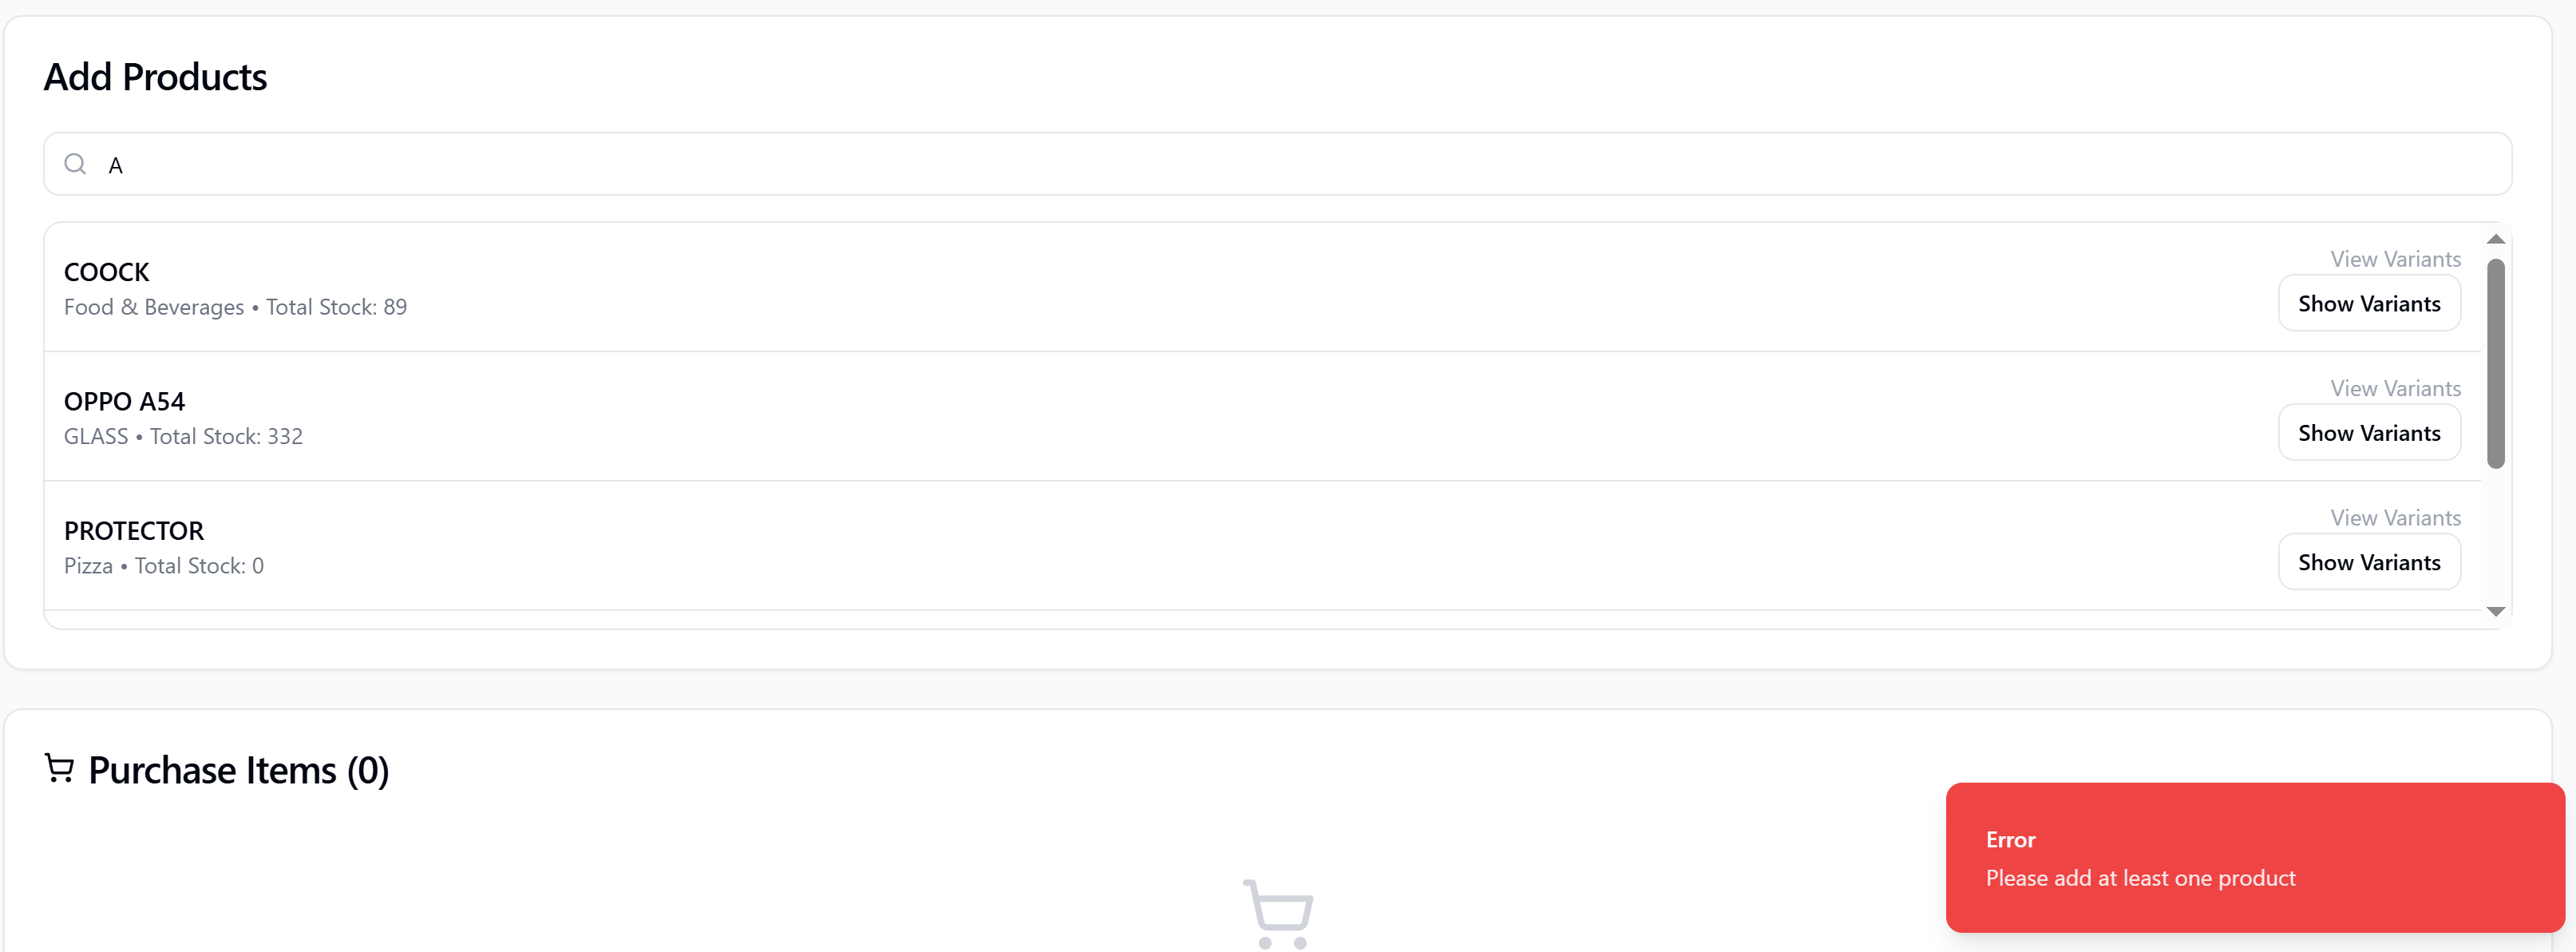 Add Products
A
COOCK
Food & Beverages • Total Stock: 89
View Variants
Show Variants
OPPO A54
GLASS • Total Stock: 332
View Variants
Show Variants
PROTECTOR
Pizza • Total Stock: 0
View Variants
Show Variants
Purchase Items (0)
Error
Please add at least one product